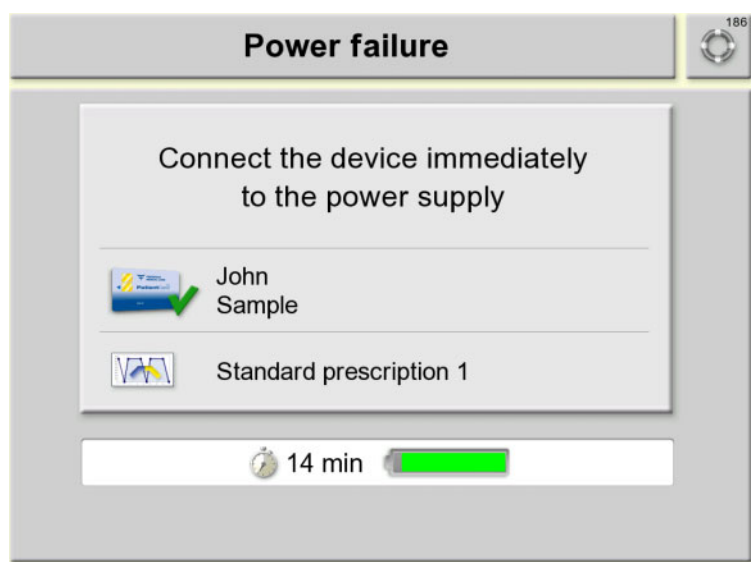 Power failure
186
Connect the device immediately
to the power supply
John
Sample
Standard prescription 1
14 min